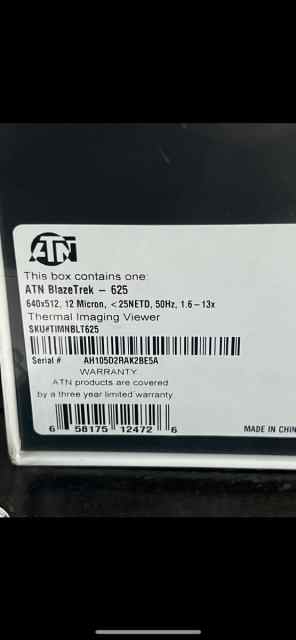 ATN
This box contains one:
ATN BlazeTrek – 625
640x512, 12 Micron, <25NETD, 50Hz, 1.6–13x
Thermal Imaging Viewer
SKU#TIMNBLT625
Serial # AH105D2RAK2BE5A
WARRANTY
ATN products are covered
by a three year limited warranty
6 58175 12472 6
MADE IN CHIN